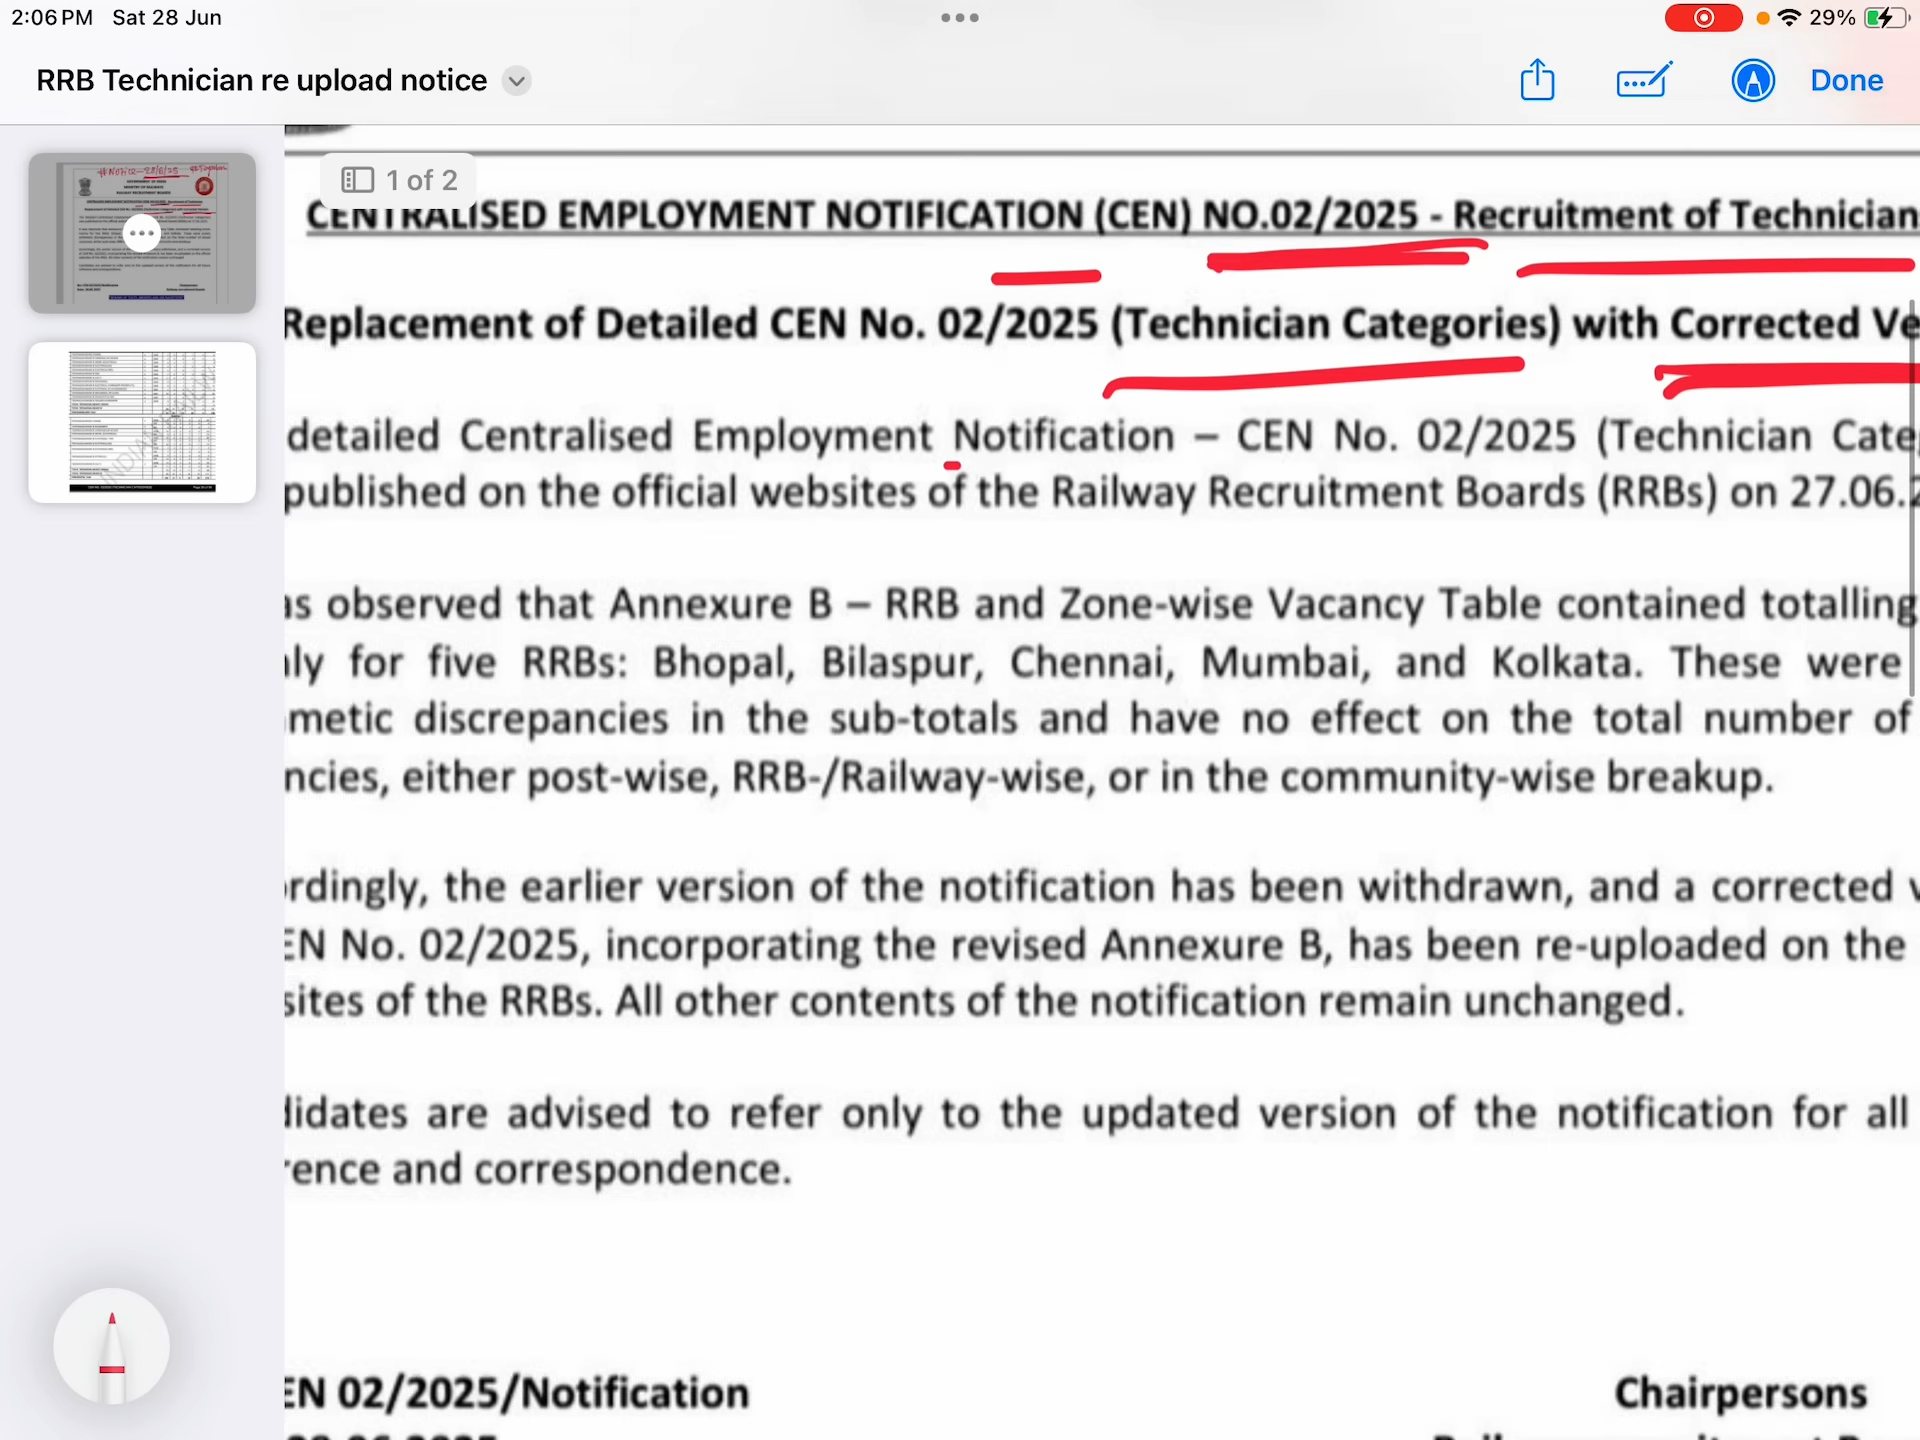 2:06 PM Sat 28 Jun
29%
RRB Technician re upload notice
Done
1 of 2
CENTRALISED EMPLOYMENT NOTIFICATION (CEN) NO.02/2025 - Recruitment of Technician
Replacement of Detailed CEN No. 02/2025 (Technician Categories) with Corrected Ve
detailed Centralised Employment Notification – CEN No. 02/2025 (Technician Cate
published on the official websites of the Railway Recruitment Boards (RRBs) on 27.06.2
as observed that Annexure B – RRB and Zone-wise Vacancy Table contained totalling
nly for five RRBs: Bhopal, Bilaspur, Chennai, Mumbai, and Kolkata. These were
metic discrepancies in the sub-totals and have no effect on the total number of
ncies, either post-wise, RRB-/Railway-wise, or in the community-wise breakup.
rdingly, the earlier version of the notification has been withdrawn, and a corrected v
EN No. 02/2025, incorporating the revised Annexure B, has been re-uploaded on the
sites of the RRBs. All other contents of the notification remain unchanged.
didates are advised to refer only to the updated version of the notification for all
rence and correspondence.
EN 02/2025/Notification
Chairpersons